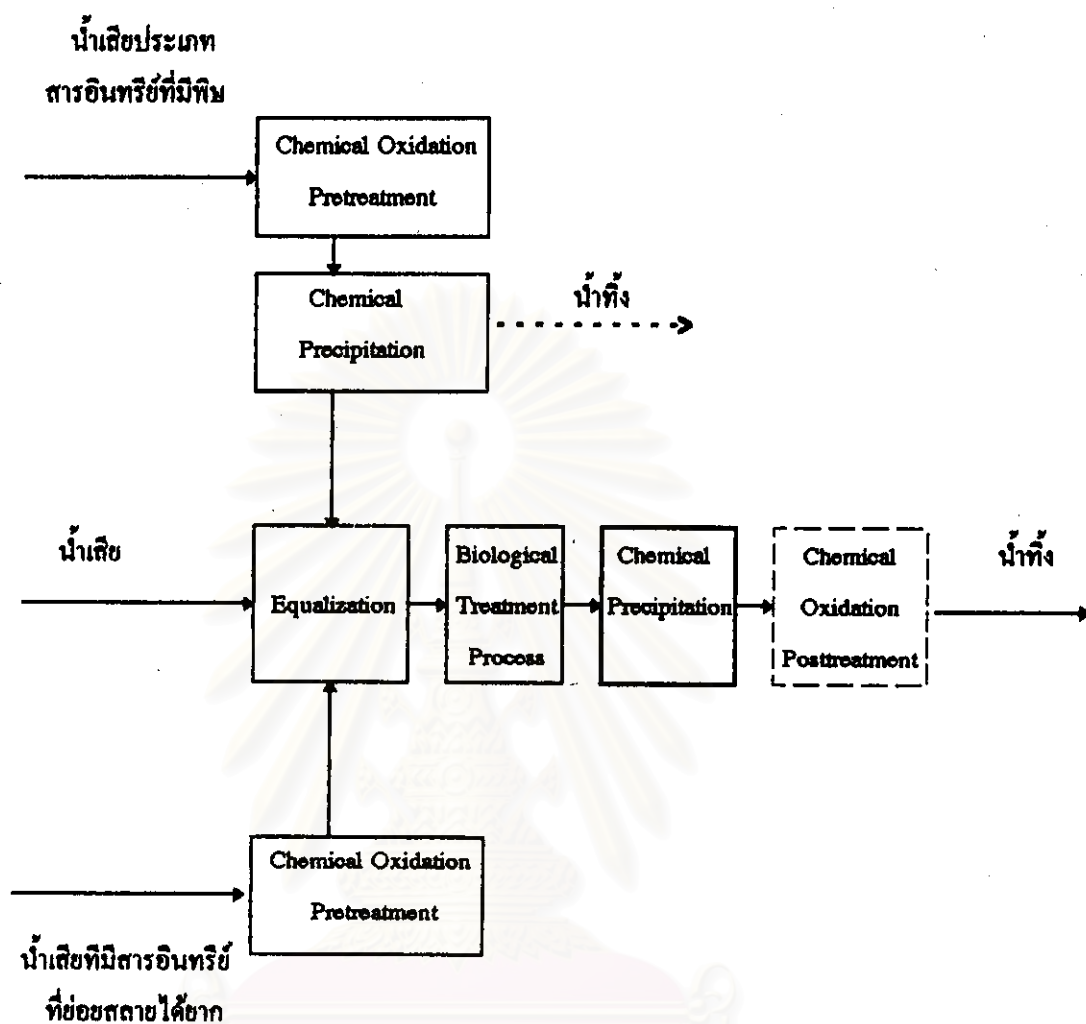 น้ำเสียประเภท
สารอินทรีย์ที่มีพิษ
Chemical Oxidation
Pretreatment
Chemical
Precipitation
น้ำทิ้ง
น้ำเสีย
Equalization
Biological
Treatment
Process
Chemical
Precipitation
Chemical
Oxidation
Posttreatment
น้ำทิ้ง
Chemical Oxidation
Pretreatment
น้ำเสียที่มีสารอินทรีย์
ที่ย่อยสลายได้ยาก